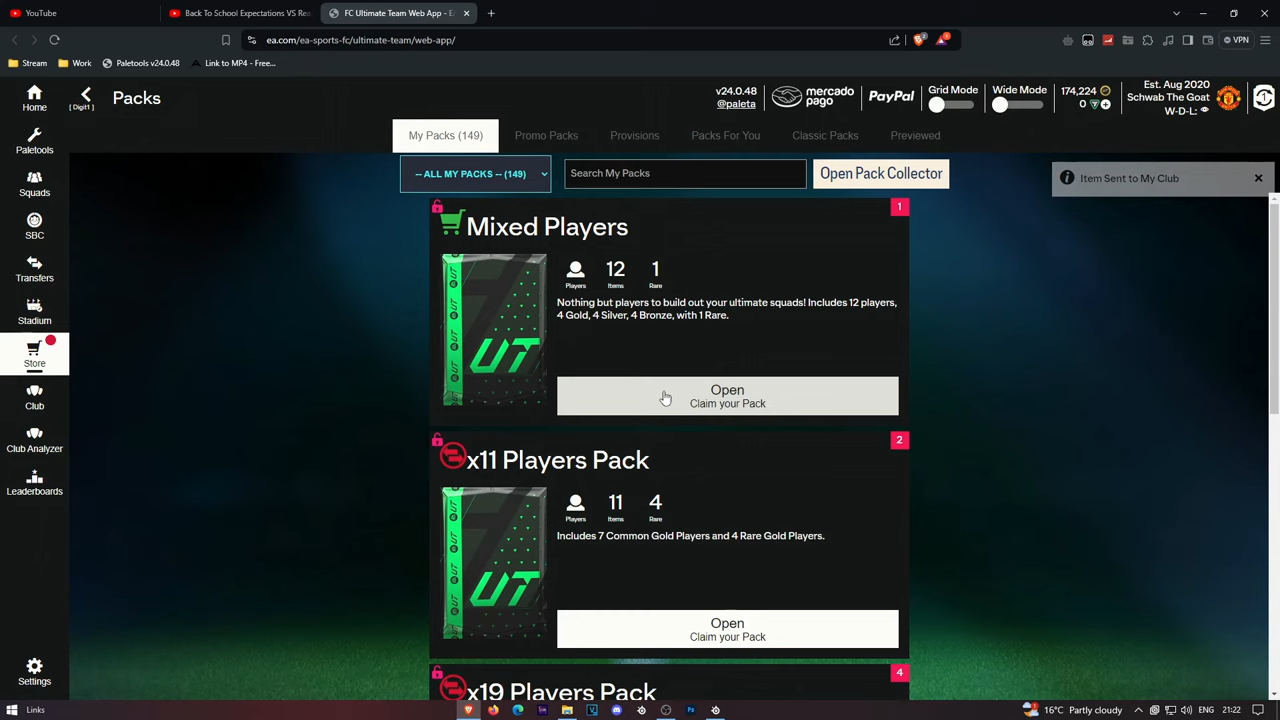 YouTube
Back To School Expectations VS Rea
FC Ultimate Team Web App - E
ea.com/ea-sports-fc/ultimate-team/web-app/
VPN
Stream
Work
Paletools v24.0.48
Link to MP4 - Free...
Home
[ Digit1 ]
Packs
v24.0.48
@paleta
mercado
pago
PayPal
Grid Mode
Wide Mode
174,224
0
Est. Aug 2020
Schwab The Goat
W-D-L:
My Packs (149)
Promo Packs
Provisions
Packs For You
Classic Packs
Previewed
-- ALL MY PACKS -- (149)
Search My Packs
Open Pack Collector
Item Sent to My Club
Paletools
Squads
SBC
Transfers
Stadium
Store
Club
Club Analyzer
Leaderboards
Settings
Mixed Players
1
12
1
Players
Items
Rare
Nothing but players to build out your ultimate squads! Includes 12 players,
4 Gold, 4 Silver, 4 Bronze, with 1 Rare.
UT
Open
Claim your Pack
x11 Players Pack
2
11
4
Players
Items
Rare
Includes 7 Common Gold Players and 4 Rare Gold Players.
UT
Open
Claim your Pack
x19 Players Pack
4
Links
16°C Partly cloudy
ENG
21:22